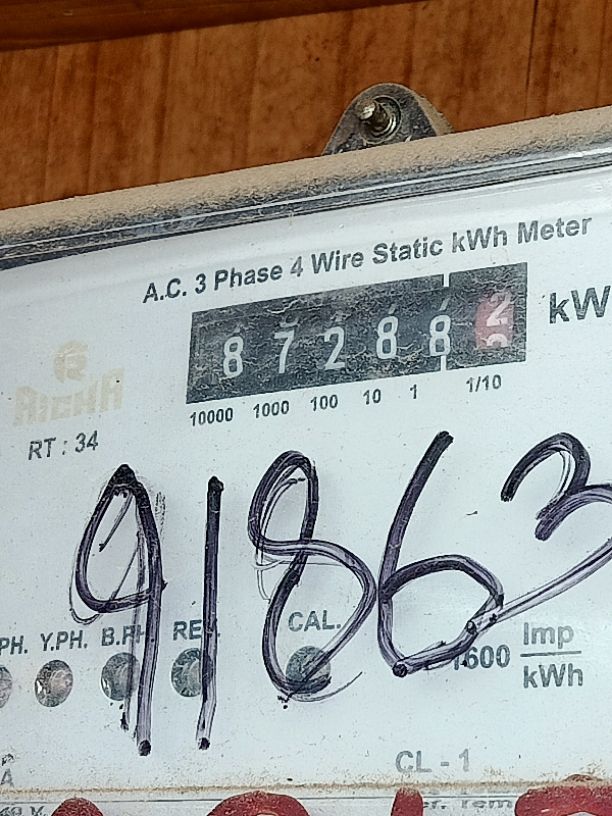 A.C. 3 Phase 4 Wire Static kWh Meter
8 7 2 8 8 2 kW
10000 1000 100 10 1 1/10
RT : 34
91863
PH. Y.PH. B.PH RE CAL.
1600 Imp/kWh
CL - 1